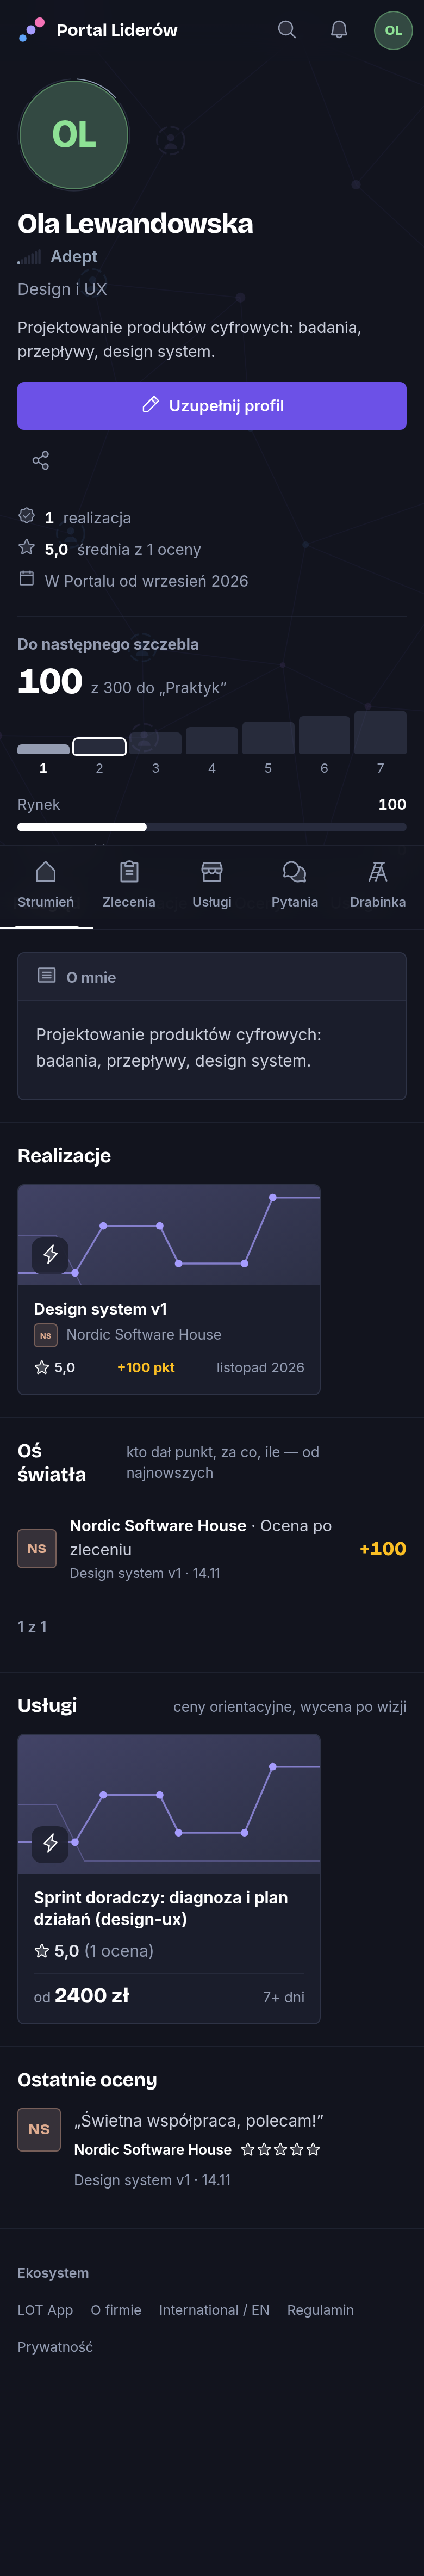 Portal Liderów
OL
OL
Ola Lewandowska
Adept
Design i UX
Projektowanie produktów cyfrowych: badania,
przepływy, design system.
Uzupełnij profil
1 realizacja
5,0 średnia z 1 oceny
W Portalu od wrzesień 2026
Do następnego szczebla
100 z 300 do „Praktyk”
1 2 3 4 5 6 7
Rynek 100
Strumień Zlecenia Usługi Pytania Drabinka
O mnie
Projektowanie produktów cyfrowych:
badania, przepływy, design system.
Realizacje
Design system v1
NS Nordic Software House
5,0 +100 pkt listopad 2026
Oś
światła
kto dał punkt, za co, ile — od
najnowszych
NS
Nordic Software House · Ocena po
zleceniu
+100
Design system v1 · 14.11
1 z 1
Usługi ceny orientacyjne, wycena po wizji
Sprint doradczy: diagnoza i plan
działań (design-ux)
5,0 (1 ocena)
od 2400 zł 7+ dni
Ostatnie oceny
NS
„Świetna współpraca, polecam!”
Nordic Software House
Design system v1 · 14.11
Ekosystem
LOT App O firmie International / EN Regulamin
Prywatność